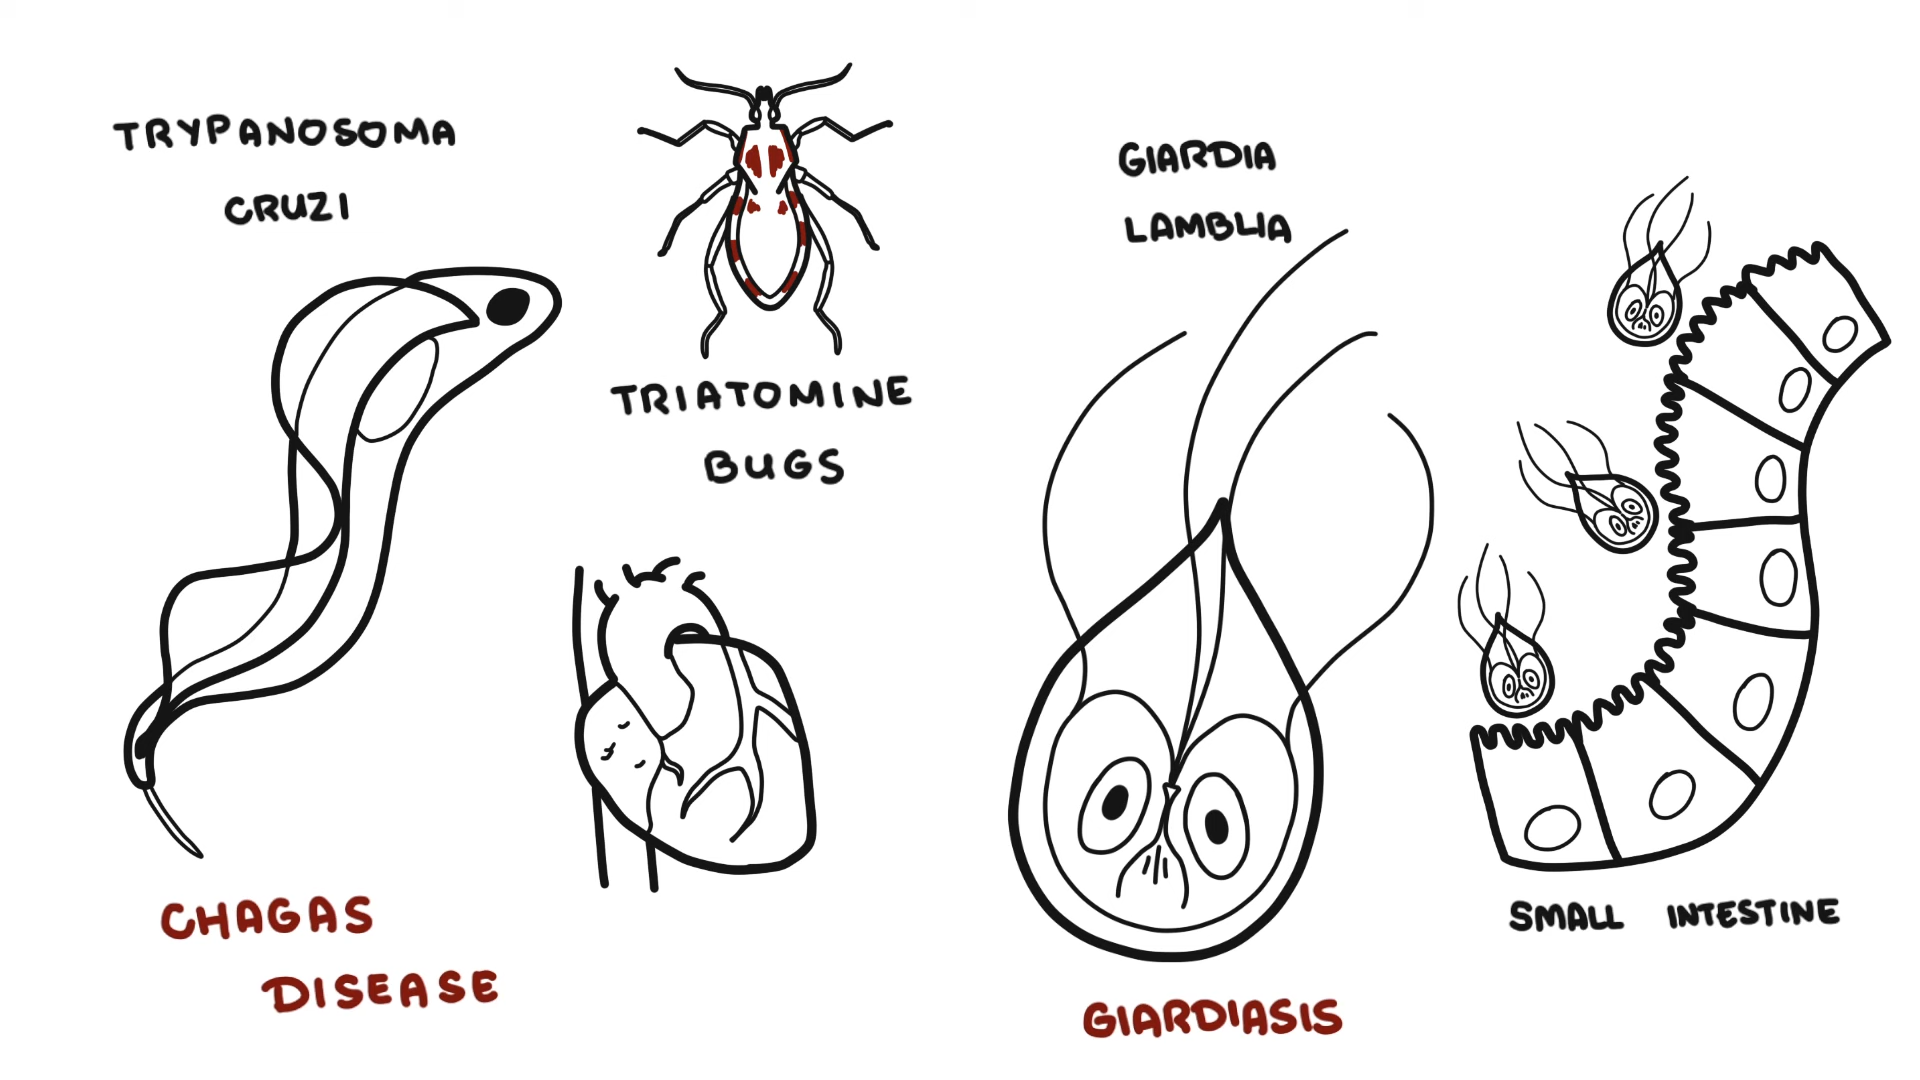 TRYPANOSOMA
CRUZI
TRIATOMINE
BUGS
CHAGAS
DISEASE
GIARDIA
LAMBLIA
GIARDIASIS
SMALL INTESTINE